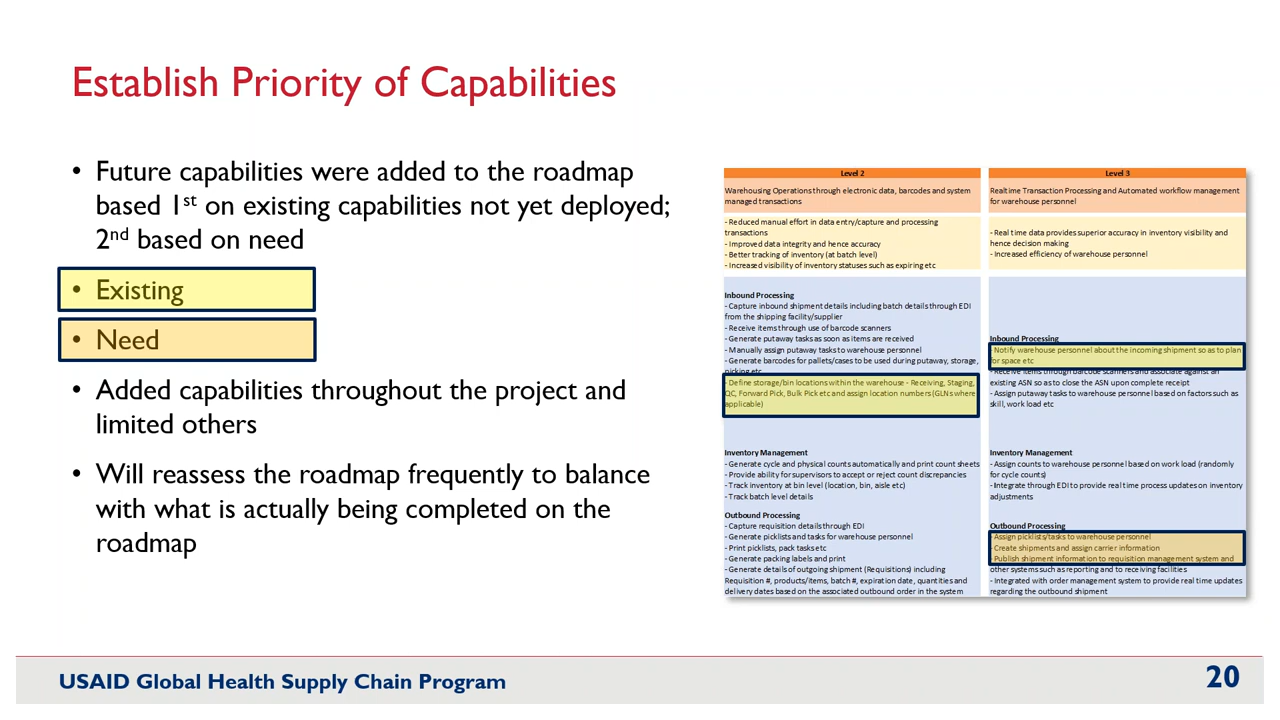 Establish Priority of Capabilities
• Future capabilities were added to the roadmap
based 1st on existing capabilities not yet deployed;
2nd based on need
• Existing
• Need
• Added capabilities throughout the project and
limited others
• Will reassess the roadmap frequently to balance
with what is actually being completed on the
roadmap
Level 2
Warehousing Operations through electronic data, barcodes and system
managed transactions
- Reduced manual effort in data entry/capture and processing
transactions
- Improved data integrity and hence accuracy
- Better tracking of inventory (at batch level)
- Increased visibility of inventory statuses such as expiring etc
Inbound Processing
- Capture inbound shipment details including batch details through EDI
from the shipping facility/supplier
- Receive items through use of barcode scanners
- Generate putaway tasks as soon as items are received
- Manually assign putaway tasks to warehouse personnel
- Generate barcodes for pallets/cases to be used during putaway, storage,
picking etc
- Define storage/bin locations within the warehouse - Receiving, Staging,
QC, Forward Pick, Bulk Pick etc and assign location numbers (GLNs where
applicable)
Inventory Management
- Generate cycle and physical counts automatically and print count sheets
- Provide ability for supervisors to accept or reject count discrepancies
- Track inventory at bin level (location, bin, aisle etc)
- Track batch level details
Outbound Processing
- Capture requisition details through EDI
- Generate picklists and tasks for warehouse personnel
- Print picklists, pack tasks etc
- Generate packing labels and print
- Generate details of outgoing shipment (Requisitions) including
Requisition #, products/items, batch #, expiration date, quantities and
delivery dates based on the associated outbound order in the system
Level 3
Realtime Transaction Processing and Automated workflow management
for warehouse personnel
- Real time data provides superior accuracy in inventory visibility and
hence decision making
- Increased efficiency of warehouse personnel
Inbound Processing
- Notify warehouse personnel about the incoming shipment so as to plan
for space etc
- Receive items through barcode scanners and associate against an
existing ASN so as to close the ASN upon complete receipt
- Assign putaway tasks to warehouse personnel based on factors such as
skill, work load etc
Inventory Management
- Assign counts to warehouse personnel based on work load (randomly
for cycle counts)
- Integrate through EDI to provide real time process updates on inventory
adjustments
Outbound Processing
- Assign picklists/tasks to warehouse personnel
- Create shipments and assign carrier information
- Publish shipment information to requisition management system and
other systems such as reporting and to receiving facilities
- Integrated with order management system to provide real time updates
regarding the outbound shipment
USAID Global Health Supply Chain Program
20